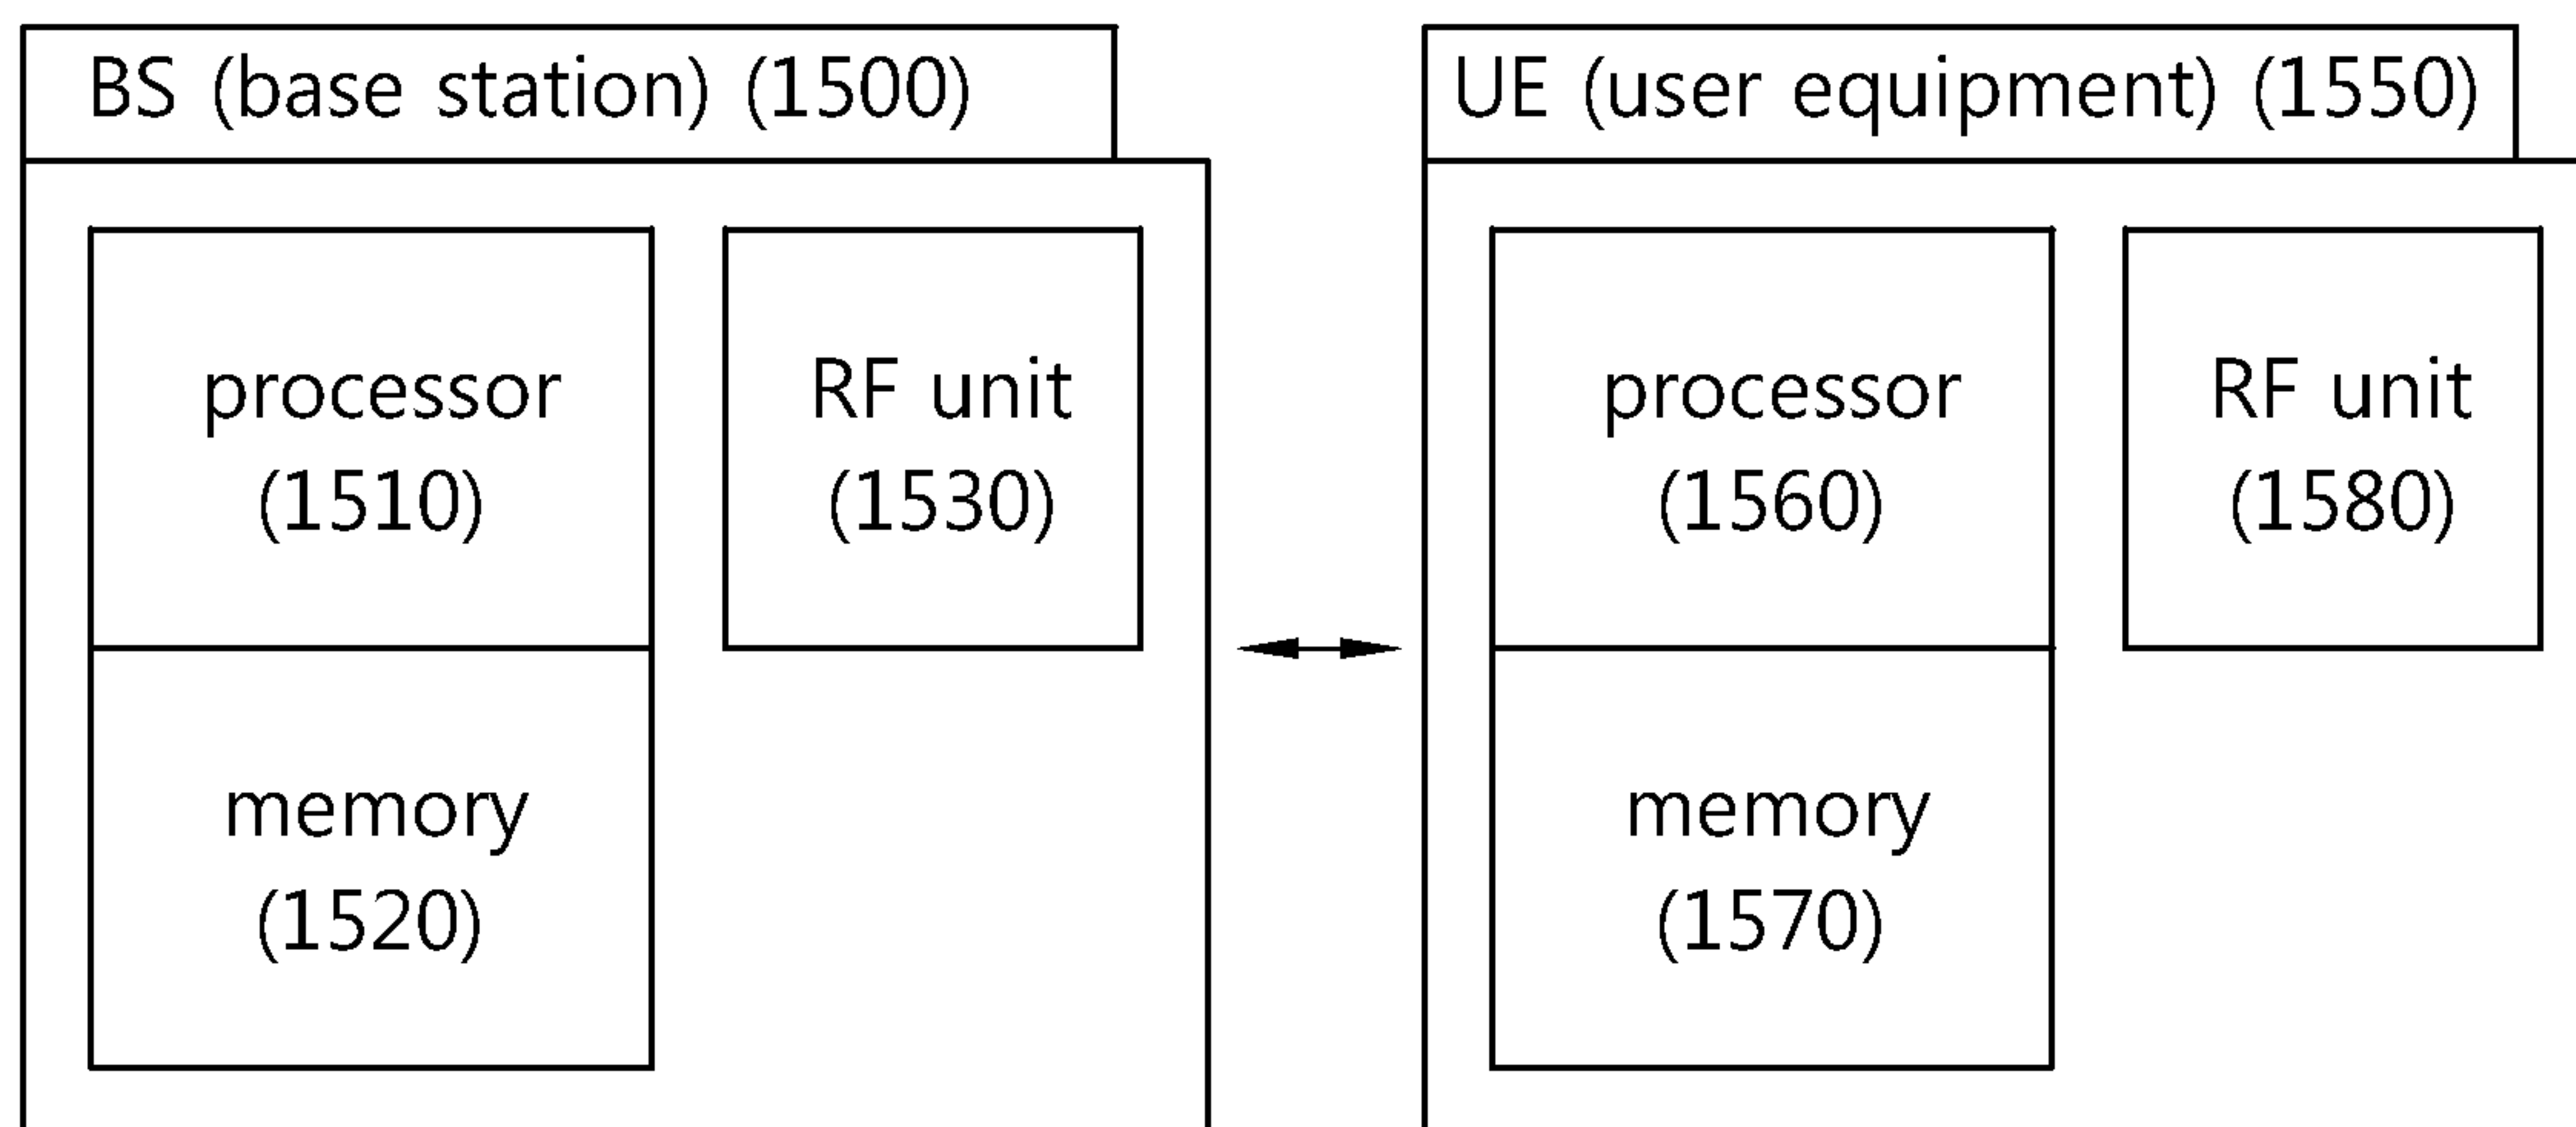 BS (base station) (1500)
processor
(1510)
RF unit
(1530)
memory
(1520)
UE (user equipment) (1550)
processor
(1560)
RF unit
(1580)
memory
(1570)